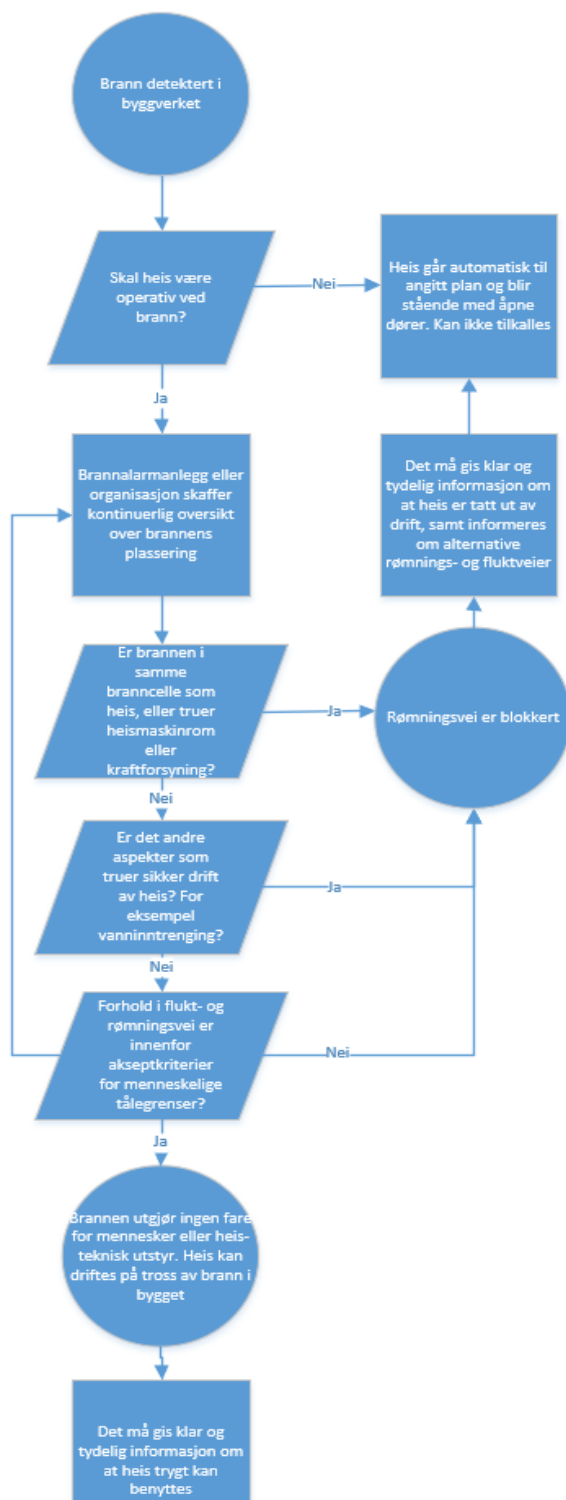 Brann detektert i
byggverket
Skal heis være
operativ ved
brann?
Nei
Heis går automatisk til
angitt plan og blir
stående med åpne
dører. Kan ikke tilkalles
Ja
Brannalarmanlegg eller
organisasjon skaffer
kontinuerlig oversikt
over brannens
plassering
Det må gis klar og
tydelig informasjon om
at heis er tatt ut av
drift, samt informeres
om alternative
rømnings- og fluktveier
Er brannen i
samme
branncelle som
heis, eller truer
heismaskinrom
eller
kraftforsyning?
Ja
Rømningsvei er blokkert
Nei
Er det andre
aspekter som
truer sikker drift
av heis? For
eksempel
vanninntrenging?
Ja
Nei
Forhold i flukt- og
rømningsvei er
innenfor
akseptkriterier
for menneskelige
tålegrenser?
Nei
Ja
Brannen utgjør ingen fare
for mennesker eller heis-
teknisk utstyr. Heis kan
driftes på tross av brann i
bygget
Det må gis klar og
tydelig informasjon om
at heis trygt kan
benyttes